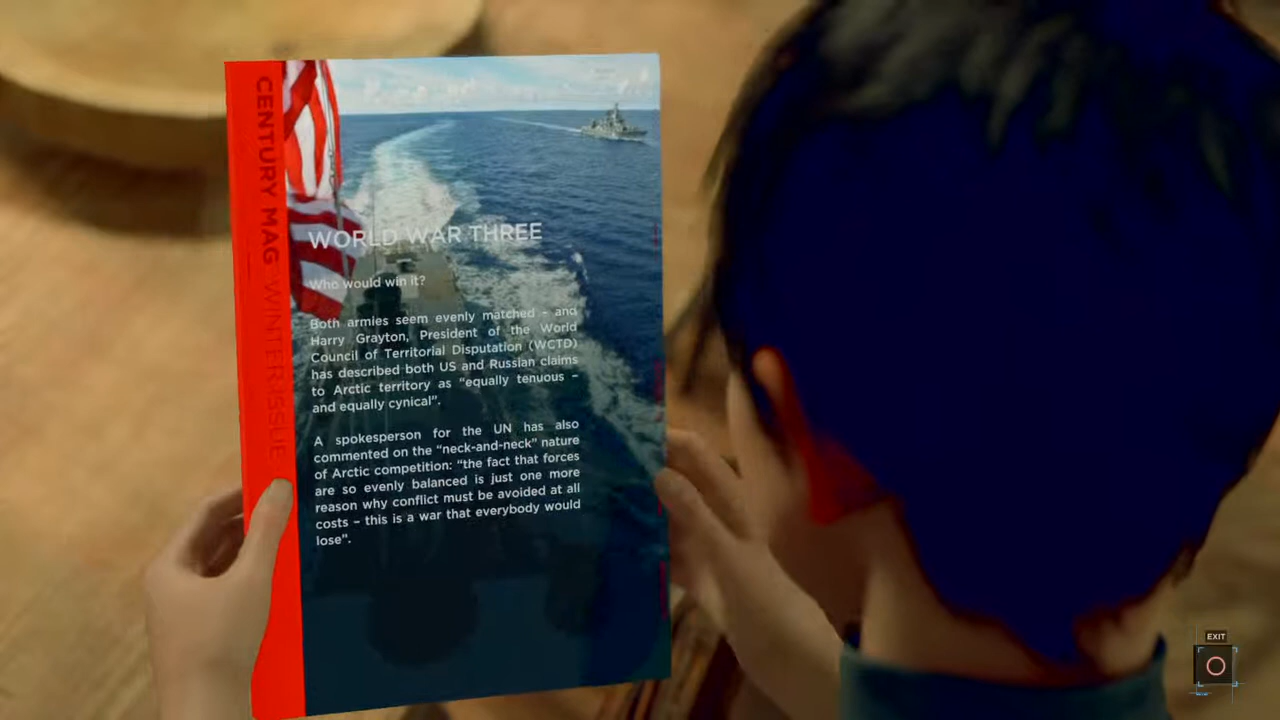 CENTURY MAG WINTER ISSUE
WORLD WAR THREE
Who would win it?
Both armies seem evenly matched – and
Harry Grayton, President of the World
Council of Territorial Disputation (WCTD)
has described both US and Russian claims
to Arctic territory as “equally tenuous –
and equally cynical”.
A spokesperson for the UN has also
commented on the “neck-and-neck” nature
of Arctic competition: “the fact that forces
are so evenly balanced is just one more
reason why conflict must be avoided at all
costs – this is a war that everybody would
lose”.
EXIT